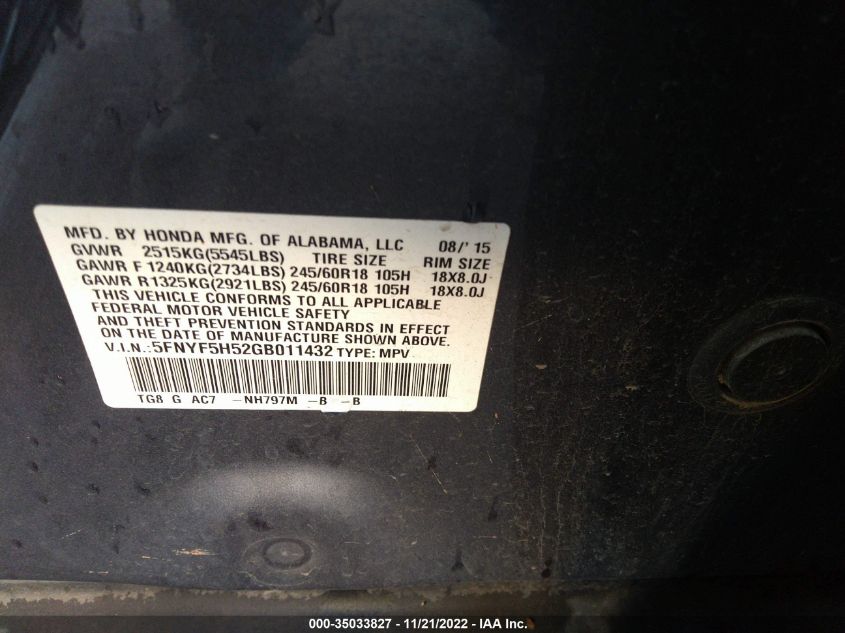 MFD. BY HONDA MFG. OF ALABAMA, LLC 08/' 15
GVWR 2515KG(5545LBS) TIRE SIZE RIM SIZE
GAWR F 1240KG(2734LBS) 245/60R18 105H 18X8.0J
GAWR R1325KG(2921LBS) 245/60R18 105H 18X8.0J
THIS VEHICLE CONFORMS TO ALL APPLICABLE
FEDERAL MOTOR VEHICLE SAFETY
AND THEFT PREVENTION STANDARDS IN EFFECT
ON THE DATE OF MANUFACTURE SHOWN ABOVE.
V.I.N.:5FNYF5H52GB011432 TYPE: MPV
TG8 G AC7 -NH797M -B -B
000-35033827 - 11/21/2022 - IAA Inc.